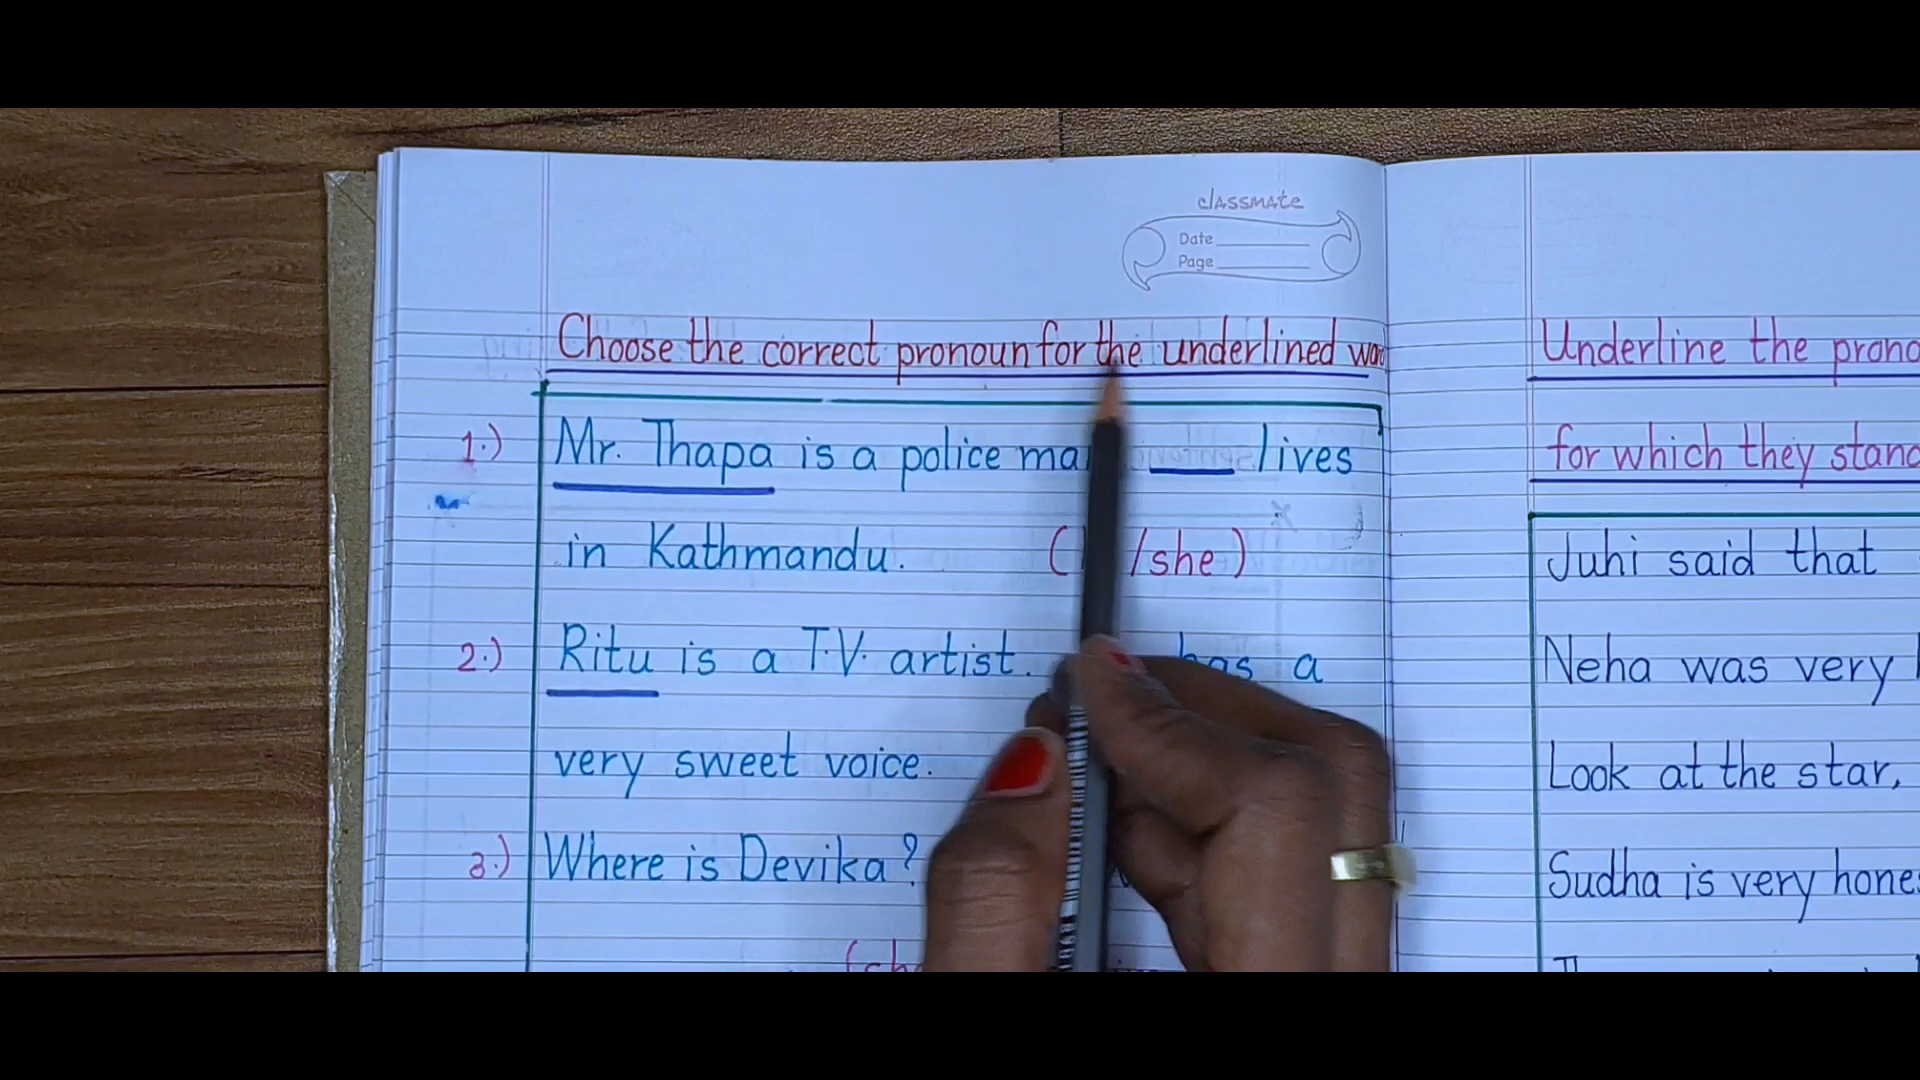 classmate
Date
Page
Choose the correct pronoun for the underlined
1.) Mr. Thapa is a police lives
in Kathmandu. ( /she)
2.) Ritu is a T.V. artist. has a
very sweet voice.
3.) Where is Devika?
Underline the
for which they
Juhi said that
Neha was very
Look at the star,
Sudha is very